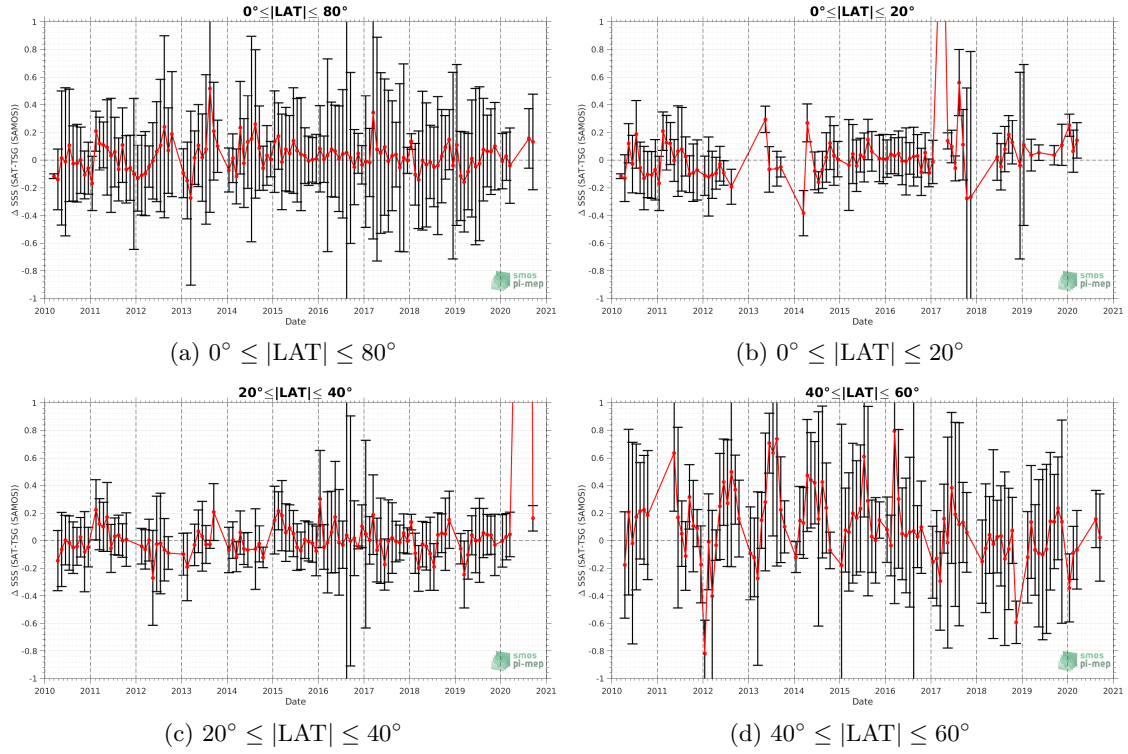 0°≤|LAT|≤ 80°
Δ SSS (SAT-TSG (SAMOS))
1
0.8
0.6
0.4
0.2
0
-0.2
-0.4
-0.6
-0.8
-1
2010 2011 2012 2013 2014 2015 2016 2017 2018 2019 2020 2021
Date
smos
pi-mep
(a) 0° ≤ |LAT| ≤ 80°
0°≤|LAT|≤ 20°
Δ SSS (SAT-TSG (SAMOS))
1
0.8
0.6
0.4
0.2
0
-0.2
-0.4
-0.6
-0.8
-1
2010 2011 2012 2013 2014 2015 2016 2017 2018 2019 2020 2021
Date
smos
pi-mep
(b) 0° ≤ |LAT| ≤ 20°
20°≤|LAT|≤ 40°
Δ SSS (SAT-TSG (SAMOS))
1
0.8
0.6
0.4
0.2
0
-0.2
-0.4
-0.6
-0.8
-1
2010 2011 2012 2013 2014 2015 2016 2017 2018 2019 2020 2021
Date
smos
pi-mep
(c) 20° ≤ |LAT| ≤ 40°
40°≤|LAT|≤ 60°
Δ SSS (SAT-TSG (SAMOS))
1
0.8
0.6
0.4
0.2
0
-0.2
-0.4
-0.6
-0.8
-1
2010 2011 2012 2013 2014 2015 2016 2017 2018 2019 2020 2021
Date
smos
pi-mep
(d) 40° ≤ |LAT| ≤ 60°